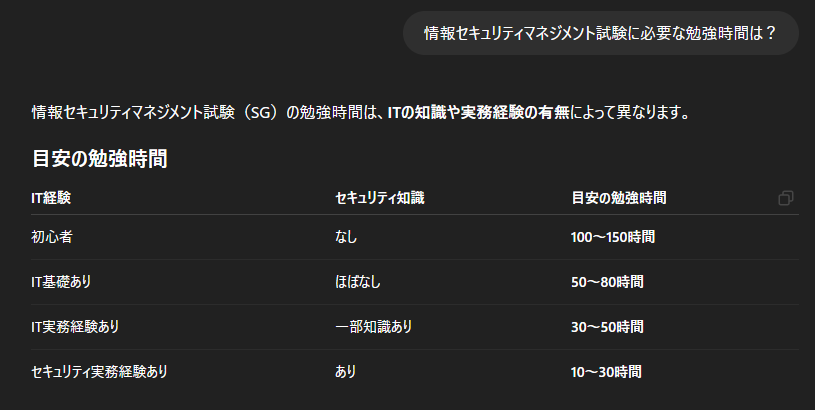 情報セキュリティマネジメント試験に必要な勉強時間は？
情報セキュリティマネジメント試験（SG）の勉強時間は、ITの知識や実務経験の有無によって異なります。
目安の勉強時間
IT経験 セキュリティ知識 目安の勉強時間
初心者 なし 100～150時間
IT基礎あり ほぼなし 50～80時間
IT実務経験あり 一部知識あり 30～50時間
セキュリティ実務経験あり あり 10～30時間